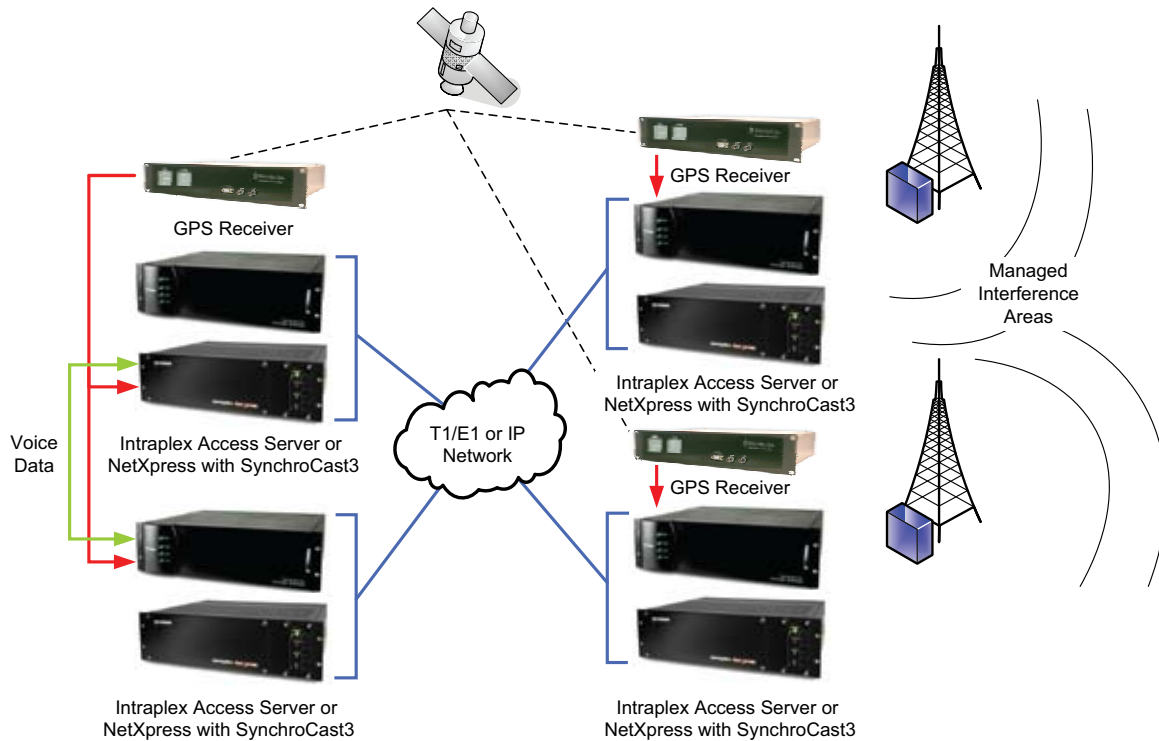 GPS Receiver
GPS Receiver
Intraplex Access Server or
NetXpress with SynchroCast3
Voice
Data
T1/E1 or IP
Network
Intraplex Access Server or
NetXpress with SynchroCast3
GPS Receiver
Managed
Interference
Areas
Intraplex Access Server or
NetXpress with SynchroCast3
Intraplex Access Server or
NetXpress with SynchroCast3